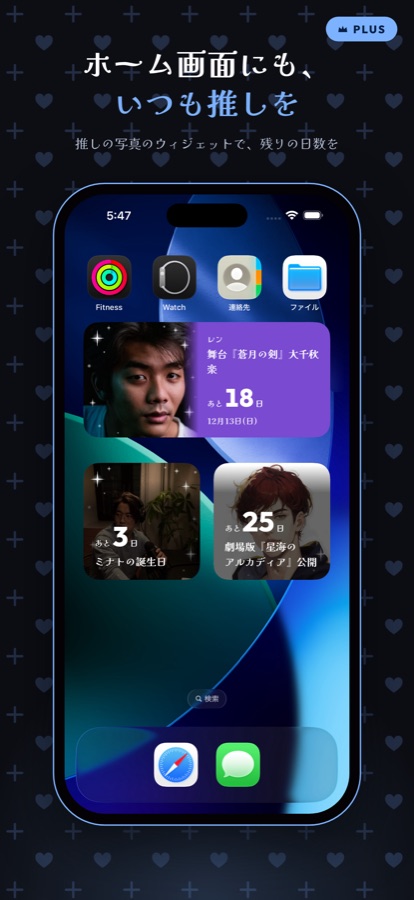 PLUS
ホーム画面にも、
いつも推しを
推しの写真のウィジェットで、残りの日数を
5:47
Fitness
Watch
連絡先
ファイル
レン
舞台『蒼月の剣』大千秋
楽
あと18日
12月13日(日)
あと3日
ミナトの誕生日
あと25日
劇場版『星海の
アルカディア』公開
検索